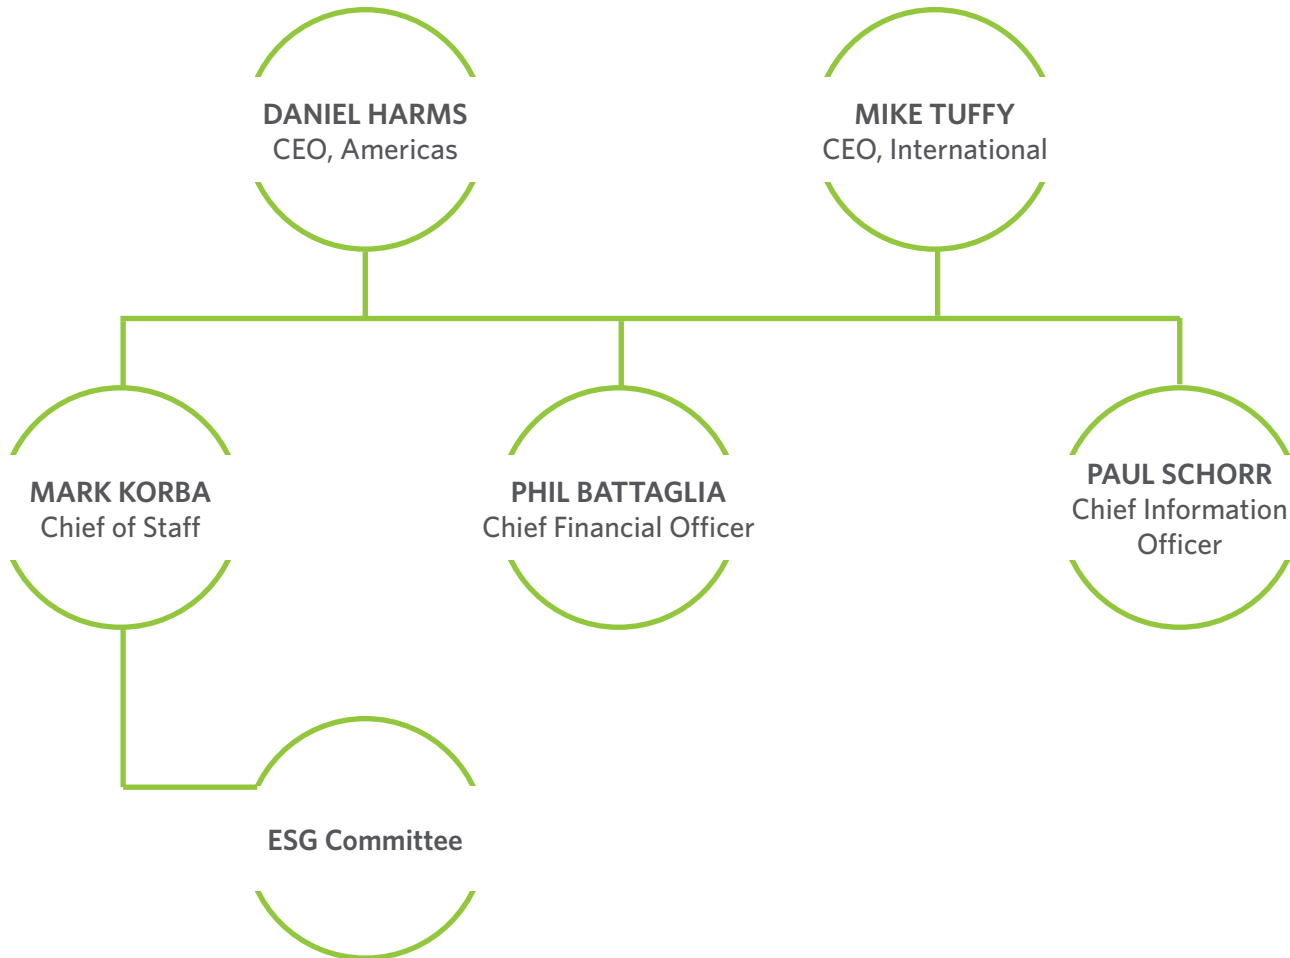 DANIEL HARMS
CEO, Americas
MIKE TUFFY
CEO, International
MARK KORBA
Chief of Staff
PHIL BATTAGLIA
Chief Financial Officer
PAUL SCHORR
Chief Information
Officer
ESG Committee